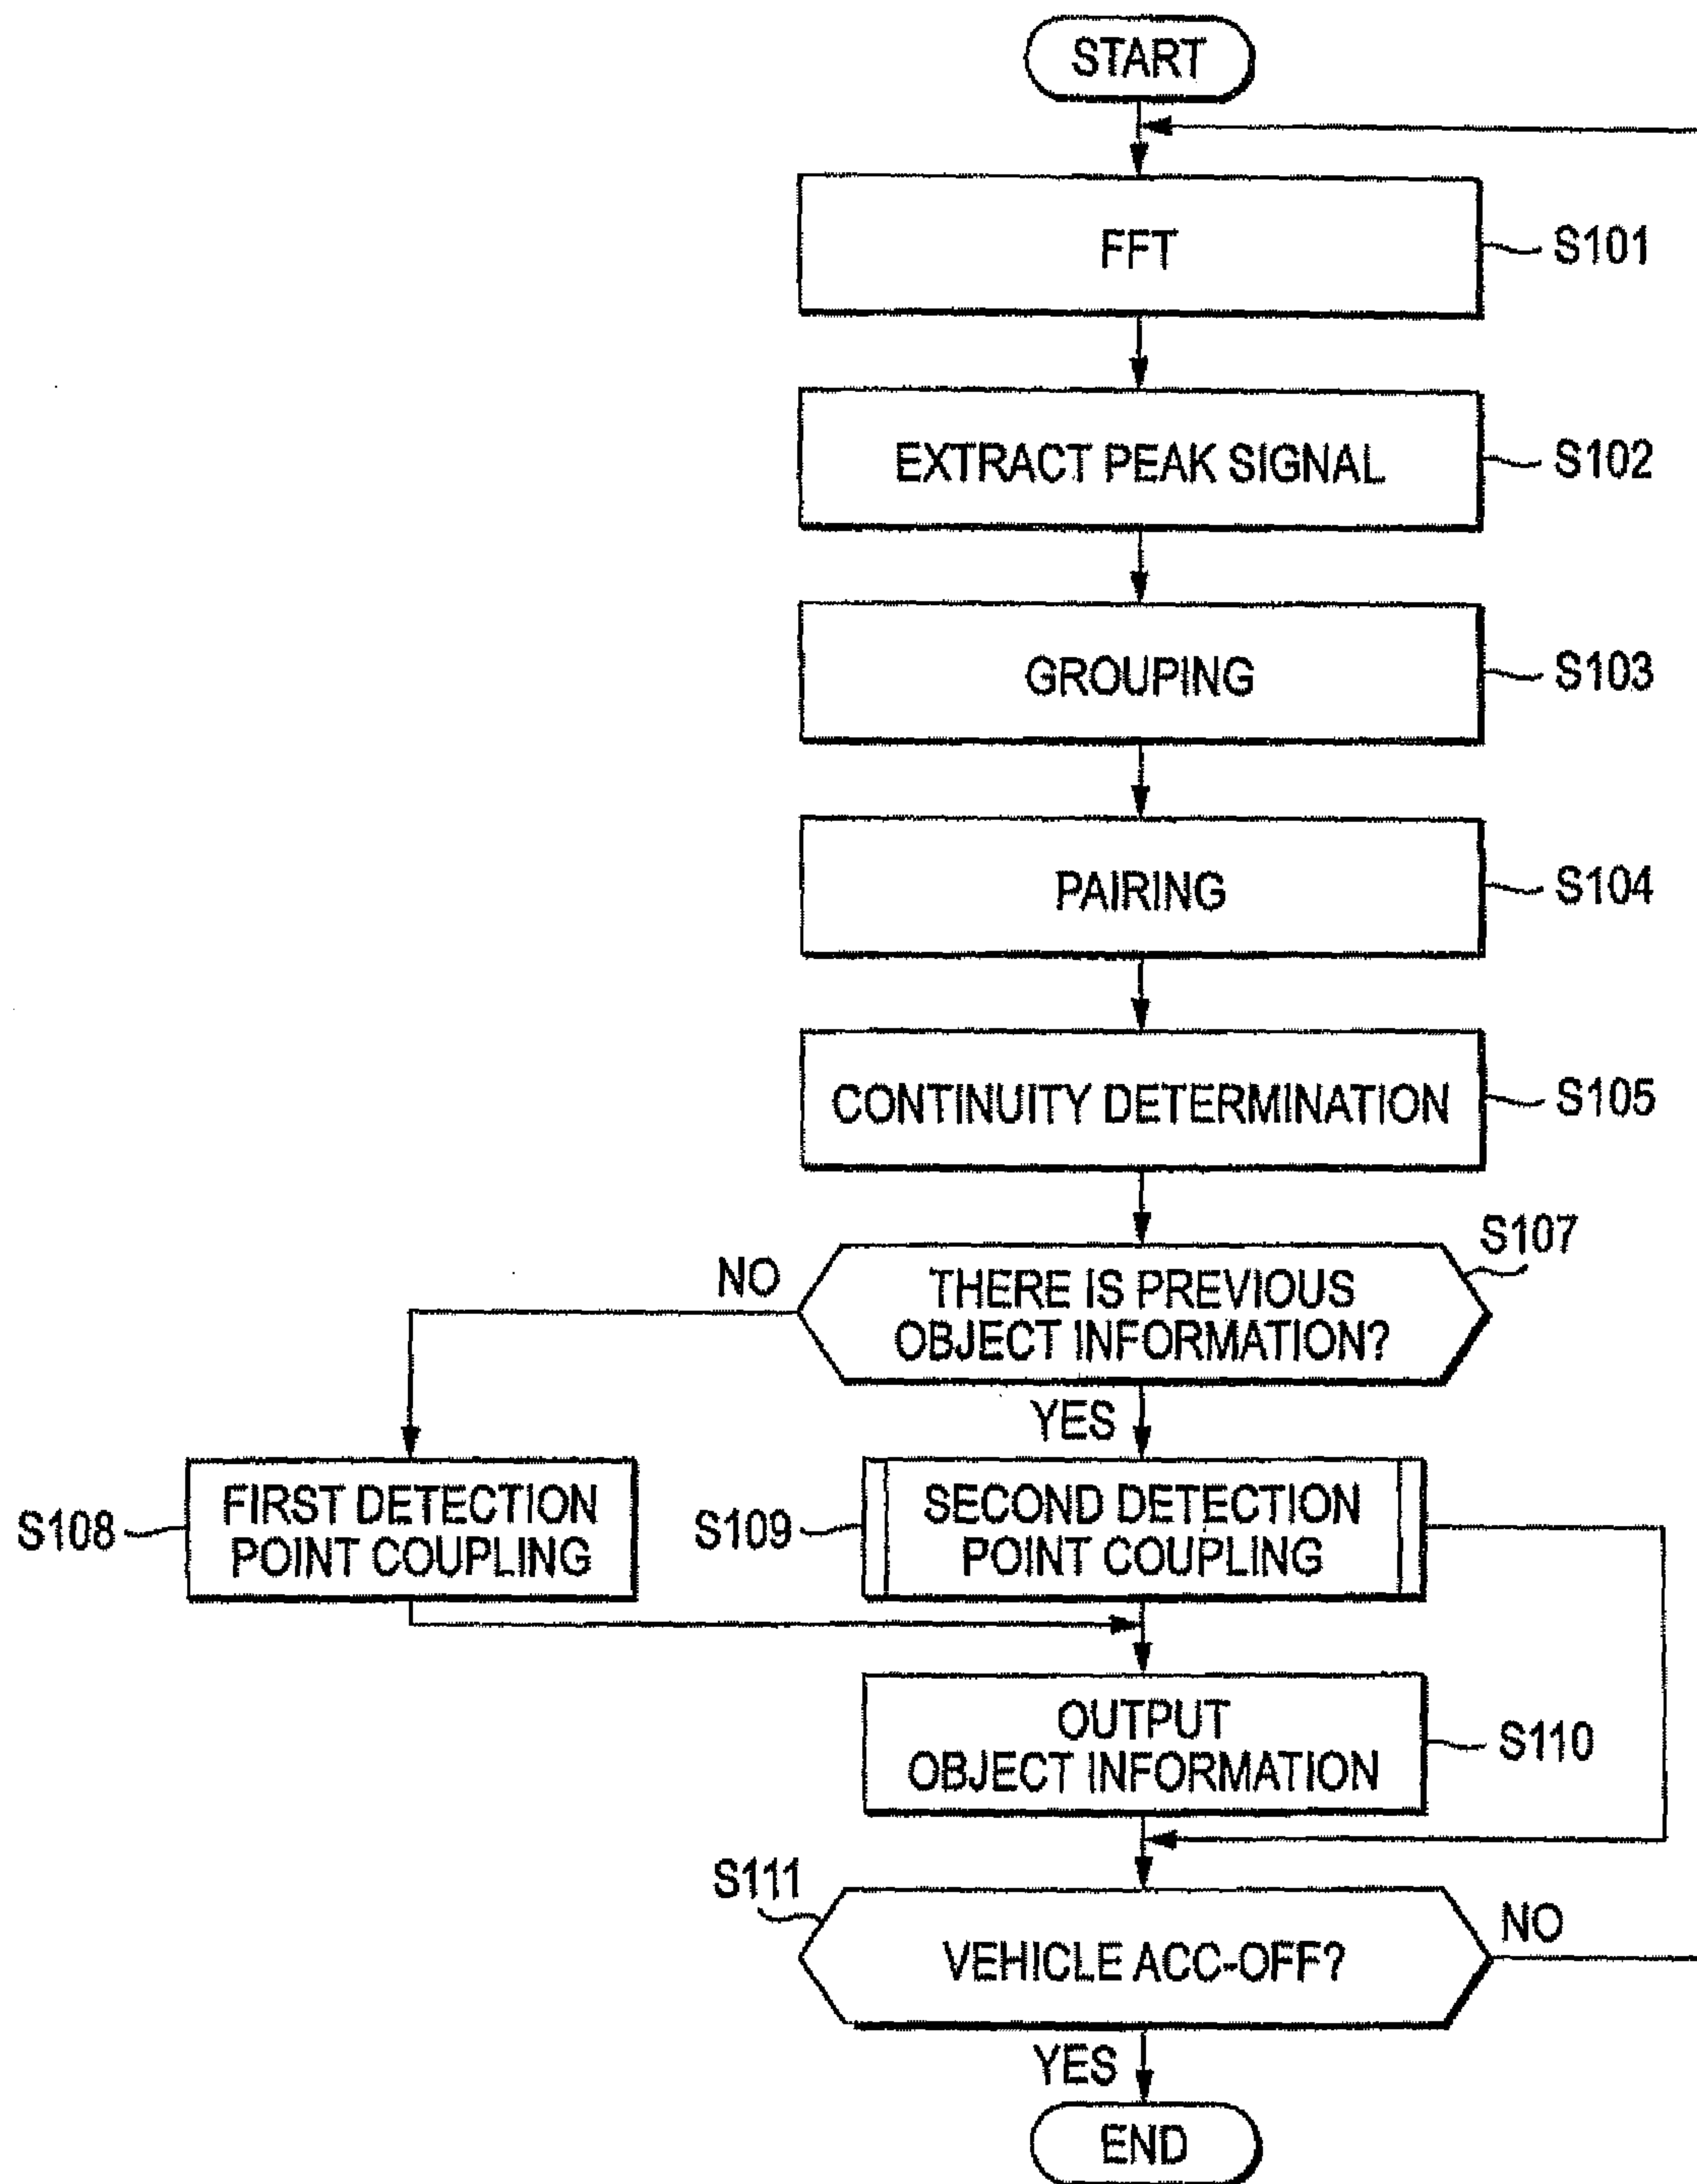 START
FFT
S101
EXTRACT PEAK SIGNAL
S102
GROUPING
S103
PAIRING
S104
CONTINUITY DETERMINATION
S105
S107
NO
THERE IS PREVIOUS
OBJECT INFORMATION?
YES
S108
FIRST DETECTION
POINT COUPLING
S109
SECOND DETECTION
POINT COUPLING
OUTPUT
OBJECT INFORMATION
S110
S111
VEHICLE ACC-OFF?
NO
YES
END